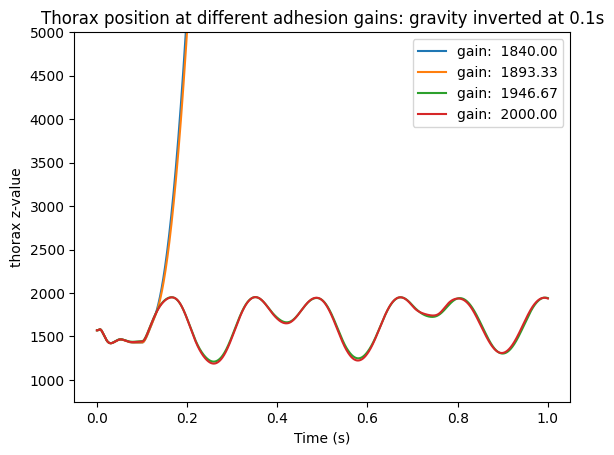 Thorax position at different adhesion gains: gravity inverted at 0.1s
5000
4500
4000
3500
3000
2500
2000
1500
1000
thorax z-value
gain:  1840.00
gain:  1893.33
gain:  1946.67
gain:  2000.00
0.0
0.2
0.4
0.6
0.8
1.0
Time (s)